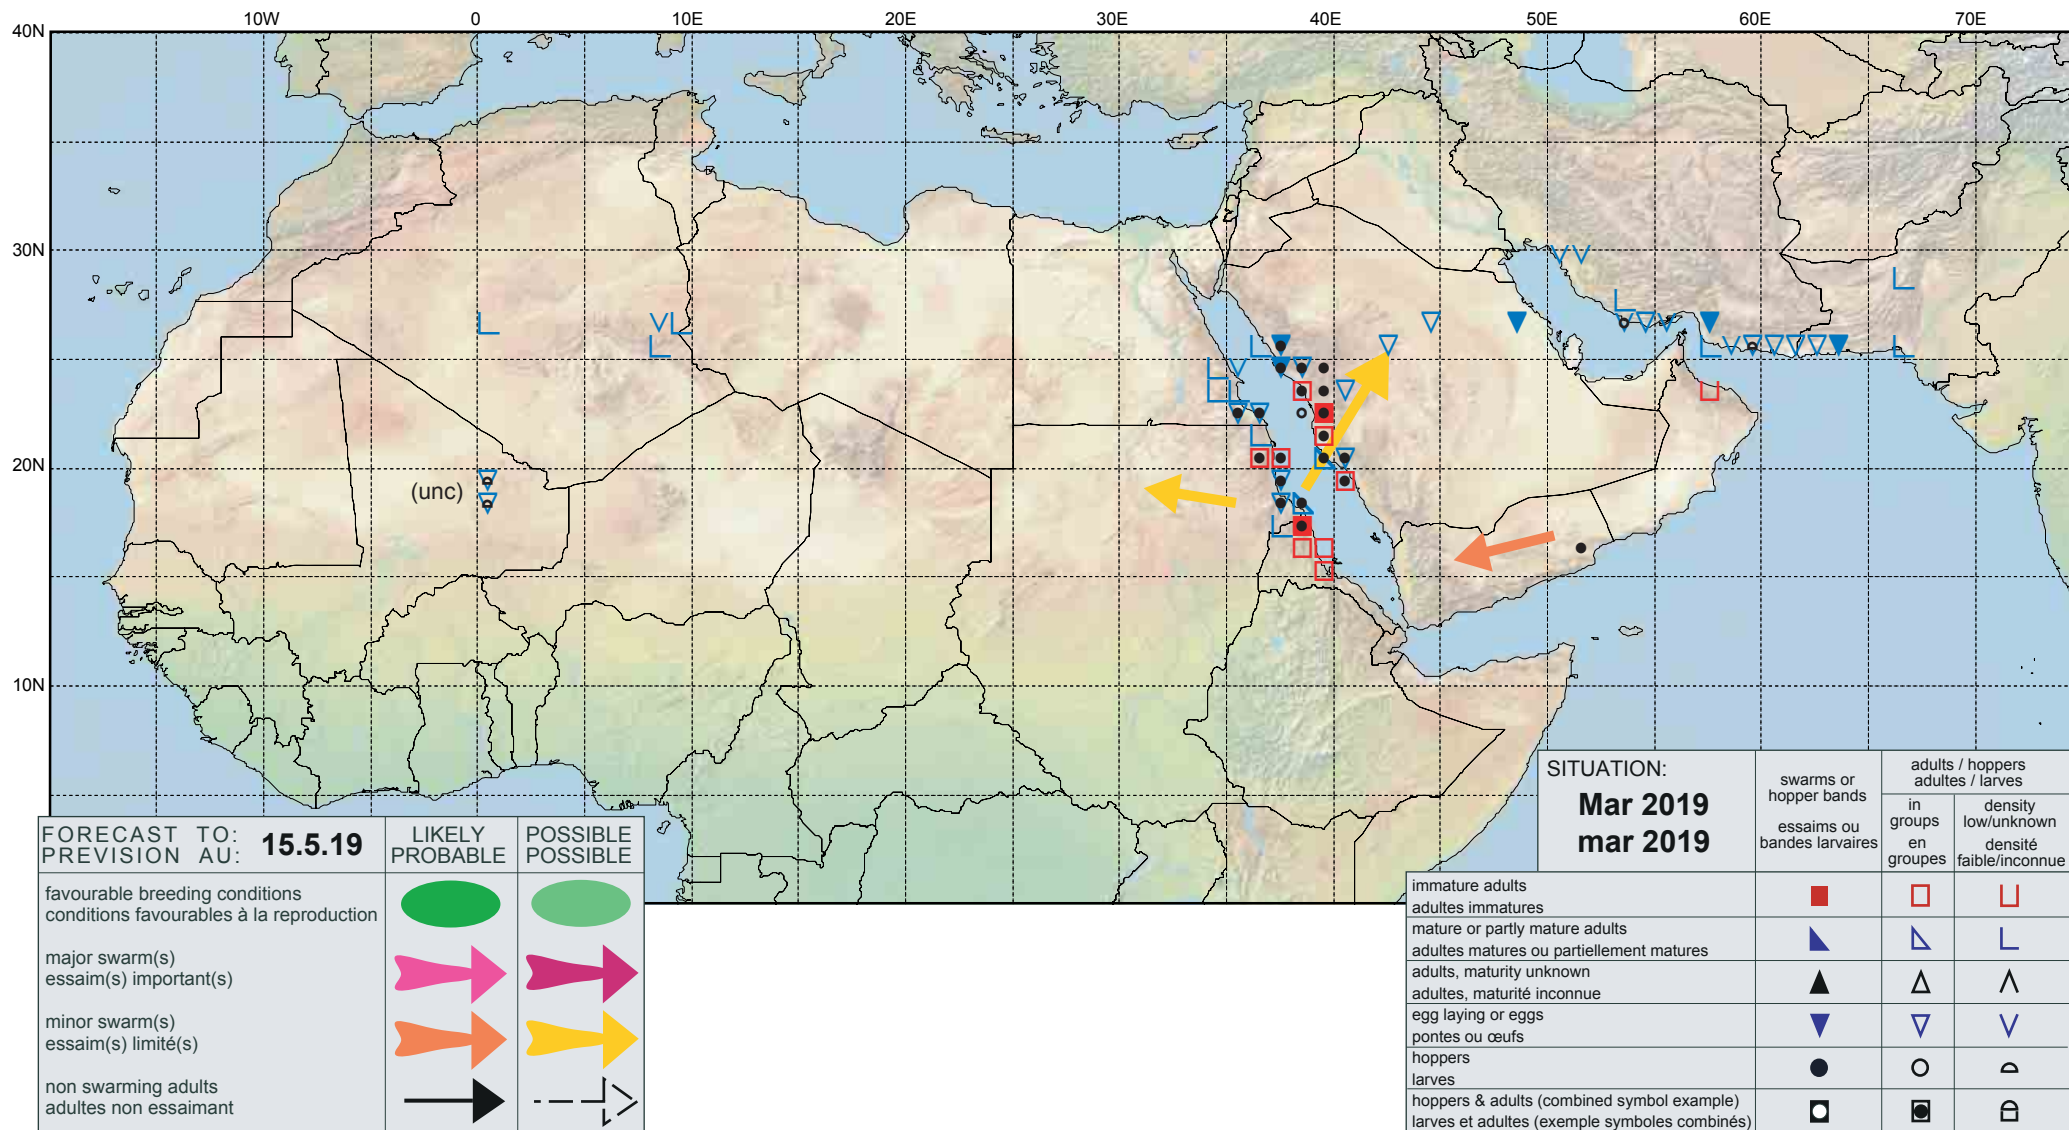 10W 0 10E 20E 30E 40E 50E 60E 70E
40N
30N
20N
10N
(unc)
FORECAST TO:
PREVISION AU:
15.5.19
LIKELY
PROBABLE
POSSIBLE
POSSIBLE
favourable breeding conditions
conditions favourables à la reproduction
major swarm(s)
essaim(s) important(s)
minor swarm(s)
essaim(s) limité(s)
non swarming adults
adultes non essaimant
SITUATION:
Mar 2019
mar 2019
swarms or
hopper bands
essaims ou
bandes larvaires
adults / hoppers
adultes / larves
in
groups
en
groupes
density
low/unknown
densité
faible/inconnue
immature adults
adultes immatures
mature or partly mature adults
adultes matures ou partiellement matures
adults, maturity unknown
adultes, maturité inconnue
egg laying or eggs
pontes ou œufs
hoppers
larves
hoppers & adults (combined symbol example)
larves et adultes (exemple symboles combinés)